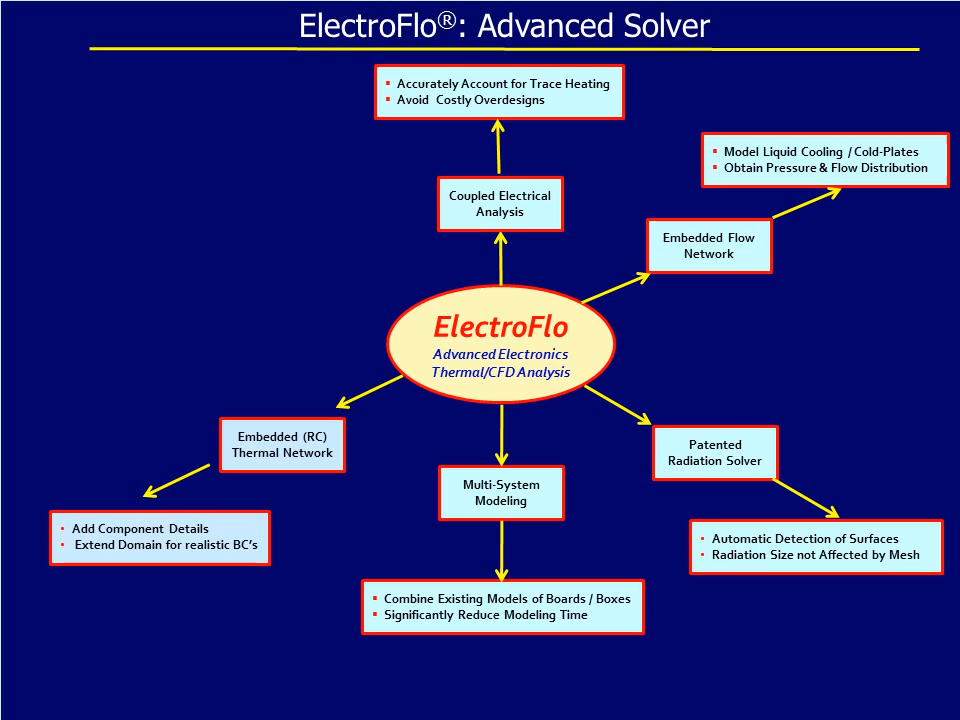 ElectroFlo®: Advanced Solver
▪ Accurately Account for Trace Heating
▪ Avoid Costly Overdesigns
▪ Model Liquid Cooling / Cold-Plates
▪ Obtain Pressure & Flow Distribution
Coupled Electrical
Analysis
Embedded Flow
Network
ElectroFlo
Advanced Electronics
Thermal/CFD Analysis
Embedded (RC)
Thermal Network
Patented
Radiation Solver
Multi-System
Modeling
• Add Component Details
• Extend Domain for realistic BC's
• Automatic Detection of Surfaces
• Radiation Size not Affected by Mesh
▪ Combine Existing Models of Boards / Boxes
▪ Significantly Reduce Modeling Time